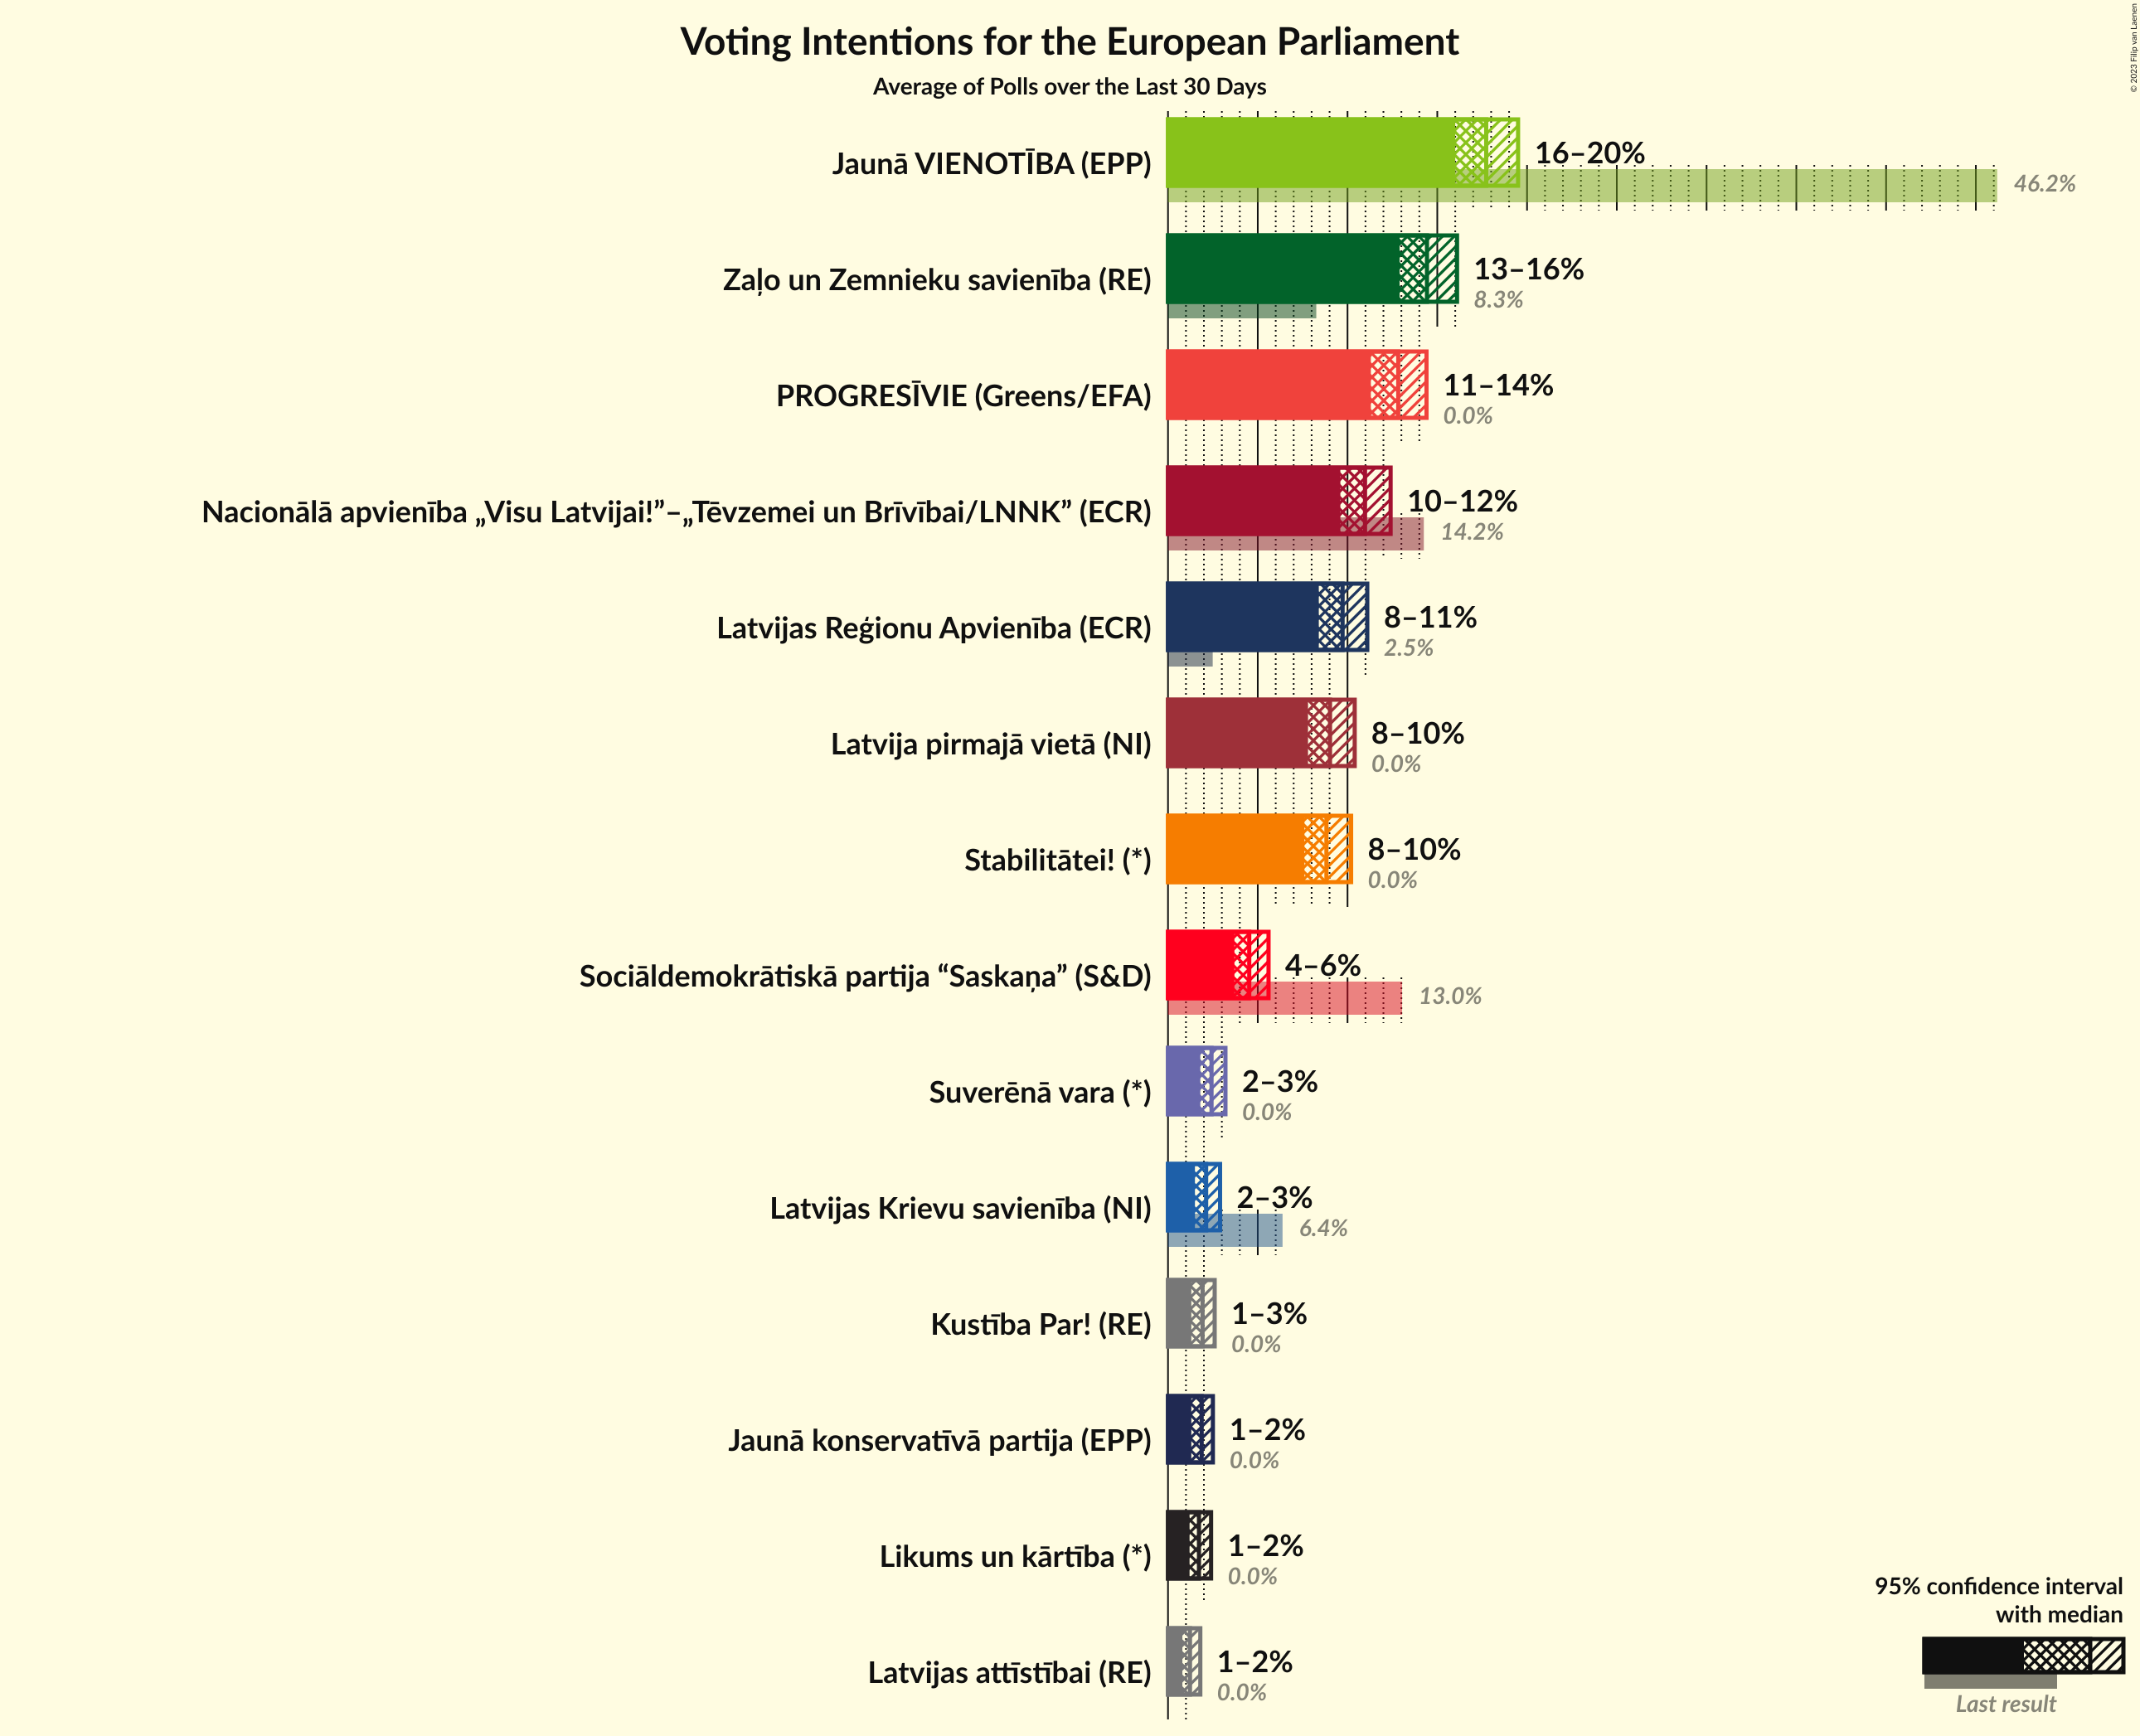 © 2023 Filip van Laenen
Voting Intentions for the European Parliament
Average of Polls over the Last 30 Days
Jaunā VIENOTĪBA (EPP)
16–20%
46.2%
Zaļo un Zemnieku savienība (RE)
13–16%
8.3%
PROGRESĪVIE (Greens/EFA)
11–14%
0.0%
Nacionālā apvienība „Visu Latvijai!”–„Tēvzemei un Brīvībai/LNNK” (ECR)
10–12%
14.2%
Latvijas Reģionu Apvienība (ECR)
8–11%
2.5%
Latvija pirmajā vietā (NI)
8–10%
0.0%
Stabilitātei! (*)
8–10%
0.0%
Sociāldemokrātiskā partija “Saskaņa” (S&D)
4–6%
13.0%
Suverēnā vara (*)
2–3%
0.0%
Latvijas Krievu savienība (NI)
2–3%
6.4%
Kustība Par! (RE)
1–3%
0.0%
Jaunā konservatīvā partija (EPP)
1–2%
0.0%
Likums un kārtība (*)
1–2%
0.0%
Latvijas attīstībai (RE)
1–2%
0.0%
95% confidence interval
with median
Last result